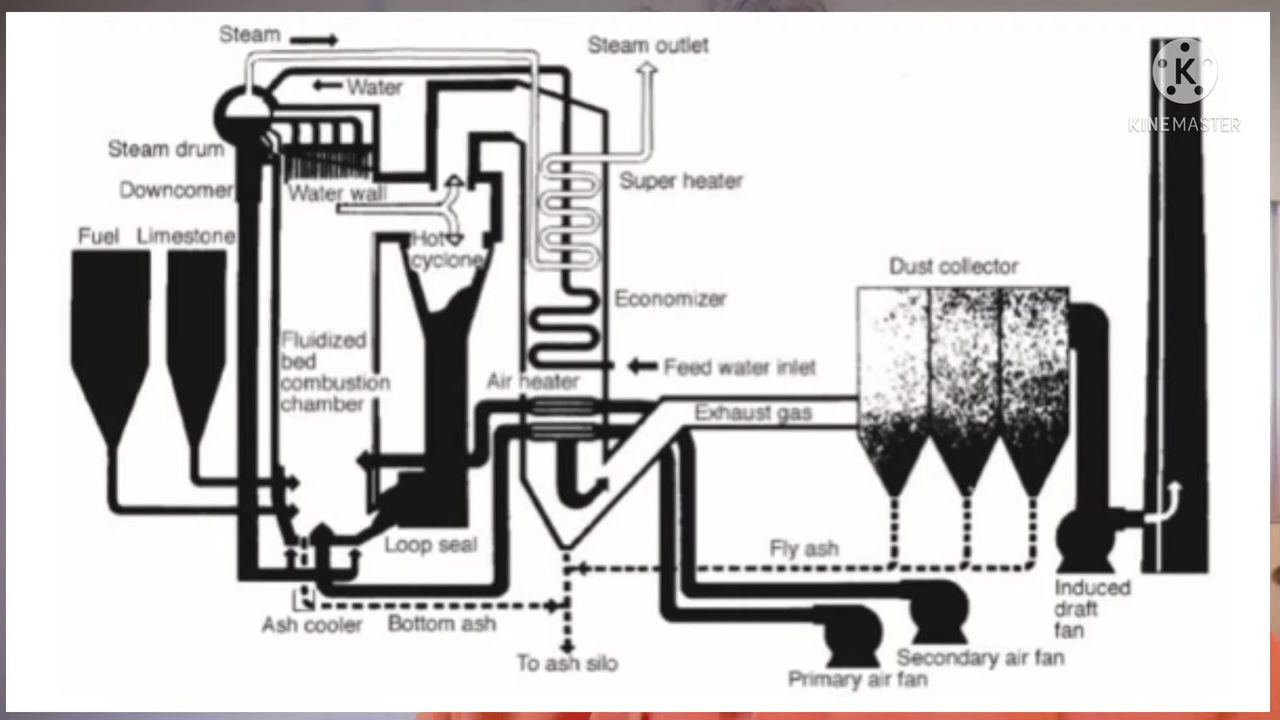 Steam
Steam outlet
Water
K
KINEMASTER
Steam drum
Downcomer
Water wall
Super heater
Fuel
Limestone
Hot
cyclone
Dust collector
Economizer
Fluidized
bed
combustion
chamber
Feed water inlet
Air heater
Exhaust gas
Loop seal
Fly ash
Induced
draft
fan
Ash cooler
Bottom ash
To ash silo
Secondary air fan
Primary air fan